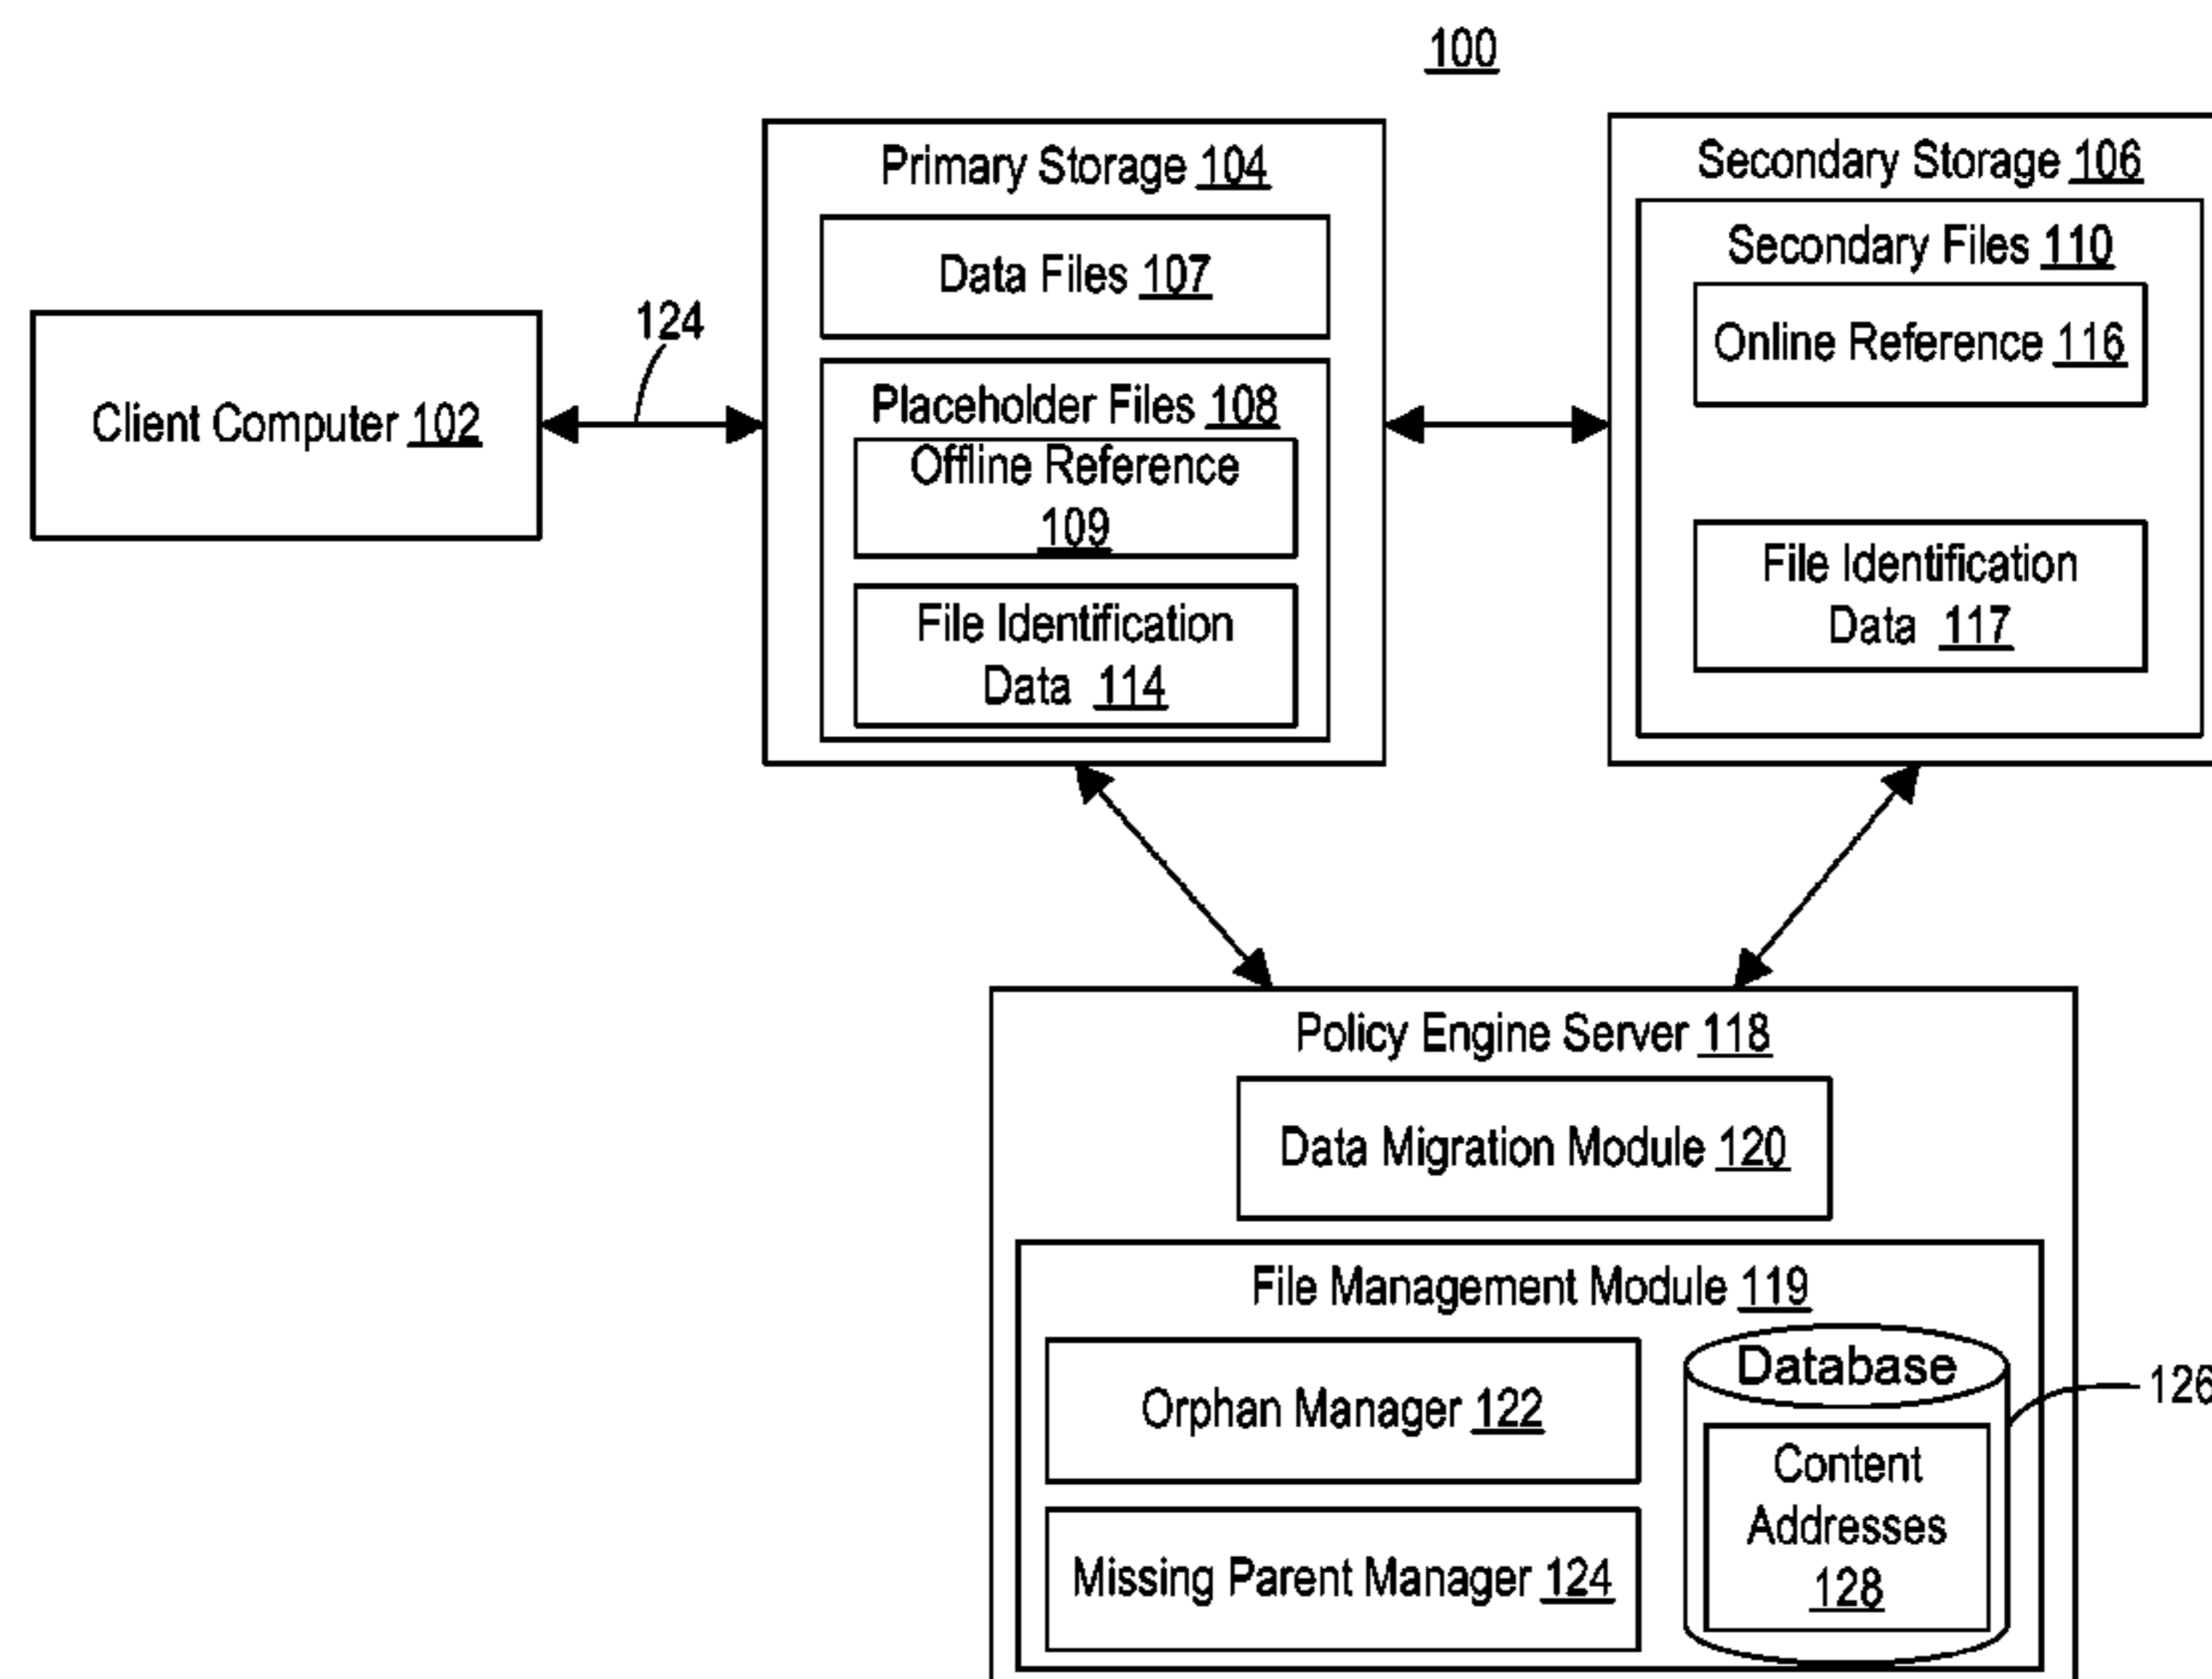 100
Primary Storage 104
Data Files 107
Placeholder Files 108
Offline Reference
109
File Identification
Data 114
Secondary Storage 106
Secondary Files 110
Online Reference 116
File Identification
Data 117
Client Computer 102
124
Policy Engine Server 118
Data Migration Module 120
File Management Module 119
Orphan Manager 122
Missing Parent Manager 124
Database
Content
Addresses
128
126